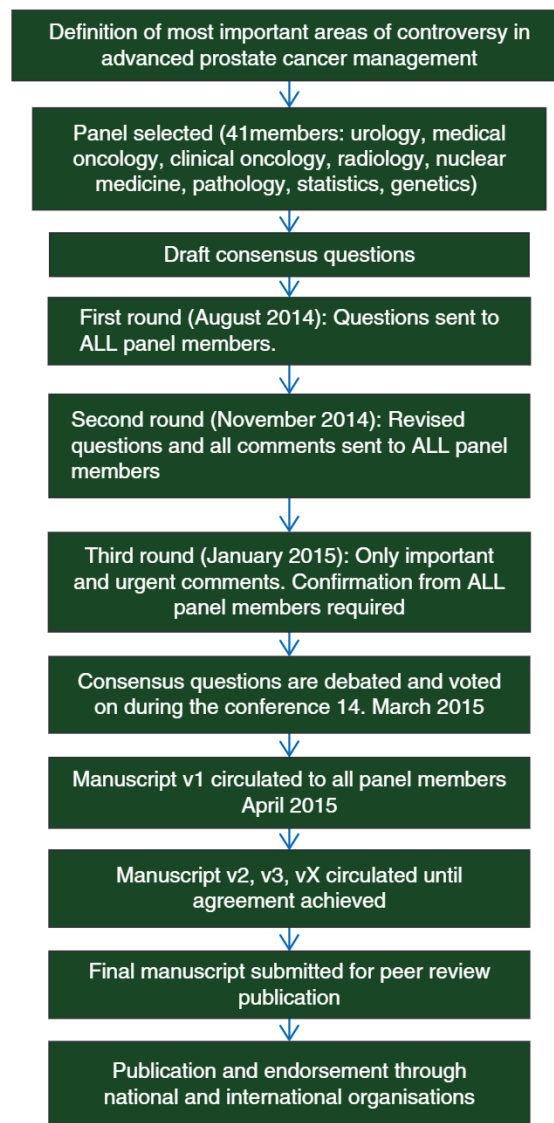 Definition of most important areas of controversy in
advanced prostate cancer management
Panel selected (41members: urology, medical
oncology, clinical oncology, radiology, nuclear
medicine, pathology, statistics, genetics)
Draft consensus questions
First round (August 2014): Questions sent to
ALL panel members.
Second round (November 2014): Revised
questions and all comments sent to ALL panel
members
Third round (January 2015): Only important
and urgent comments. Confirmation from ALL
panel members required
Consensus questions are debated and voted
on during the conference 14. March 2015
Manuscript v1 circulated to all panel members
April 2015
Manuscript v2, v3, vX circulated until
agreement achieved
Final manuscript submitted for peer review
publication
Publication and endorsement through
national and international organisations